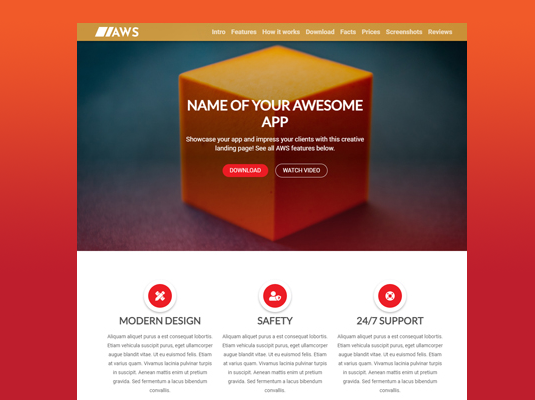 AWS
Intro Features How it works Download Facts Prices Screenshots Reviews
NAME OF YOUR AWESOME
APP
Showcase your app and impress your clients with this creative
landing page! See all AWS features below.
DOWNLOAD WATCH VIDEO
MODERN DESIGN
Aliquam aliquet purus a est consequat lobortis.
Etiam vehicula suscipit purus, eget ullamcorper
augue blandit vitae. Ut eu euismod felis. Etiam
at varius quam. Vivamus lacinia pulvinar turpis
in suscipit. Aenean mattis enim ut pretium
gravida. Sed fermentum a lacus bibendum
convallis.
SAFETY
Aliquam aliquet purus a est consequat lobortis.
Etiam vehicula suscipit purus, eget ullamcorper
augue blandit vitae. Ut eu euismod felis. Etiam
at varius quam. Vivamus lacinia pulvinar turpis
in suscipit. Aenean mattis enim ut pretium
gravida. Sed fermentum a lacus bibendum
convallis.
24/7 SUPPORT
Aliquam aliquet purus a est consequat lobortis.
Etiam vehicula suscipit purus, eget ullamcorper
augue blandit vitae. Ut eu euismod felis. Etiam
at varius quam. Vivamus lacinia pulvinar turpis
in suscipit. Aenean mattis enim ut pretium
gravida. Sed fermentum a lacus bibendum
convallis.